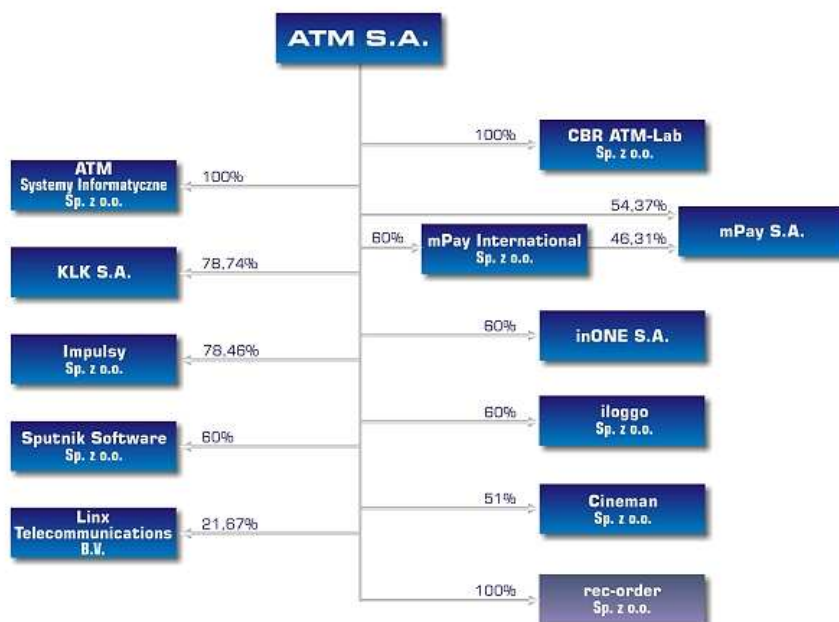 ATM S.A.
100%
CBR ATM-Lab
Sp. z o.o.
ATM
Systemy Informatyczne
Sp. z o.o.
100%
54,37%
mPay S.A.
60%
mPay International
Sp. z o.o.
46,31%
KLK S.A.
78,74%
60%
inONE S.A.
Impulsy
Sp. z o.o.
78,46%
60%
iloggo
Sp. z o.o.
Sputnik Software
Sp. z o.o.
60%
51%
Cineman
Sp. z o.o.
Linx
Telecommunications
B.V.
21,67%
100%
rec-order
Sp. z o.o.